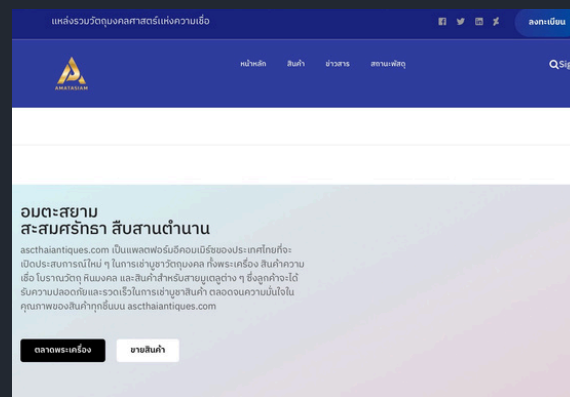 แหล่งรวมวัตถุมงคลศาสตร์แห่งความเชื่อ
ลงทะเบียน
AMATASIAM
หน้าหลัก สินค้า ข่าวสาร สถานะพัสดุ
Sig
อมตะสยาม
สะสมศรัทธา สืบสานตำนาน
ascthaiantiques.com เป็นแพลตฟอร์มอีคอมเมิร์ซของประเทศไทยที่จะ
เปิดประสบการณ์ใหม่ ๆ ในการเช่าบูชาวัตถุมงคล ทั้งพระเครื่อง สินค้าความ
เชื่อ โบราณวัตถุ หินมงคล และสินค้าสำหรับสายมูเตลูต่าง ๆ ซึ่งลูกค้าจะได้
รับความปลอดภัยและรวดเร็วในการเช่าบูชาสินค้า ตลอดจนความมั่นใจใน
คุณภาพของสินค้าทุกชิ้นบน ascthaiantiques.com
ตลาดพระเครื่อง ขายสินค้า